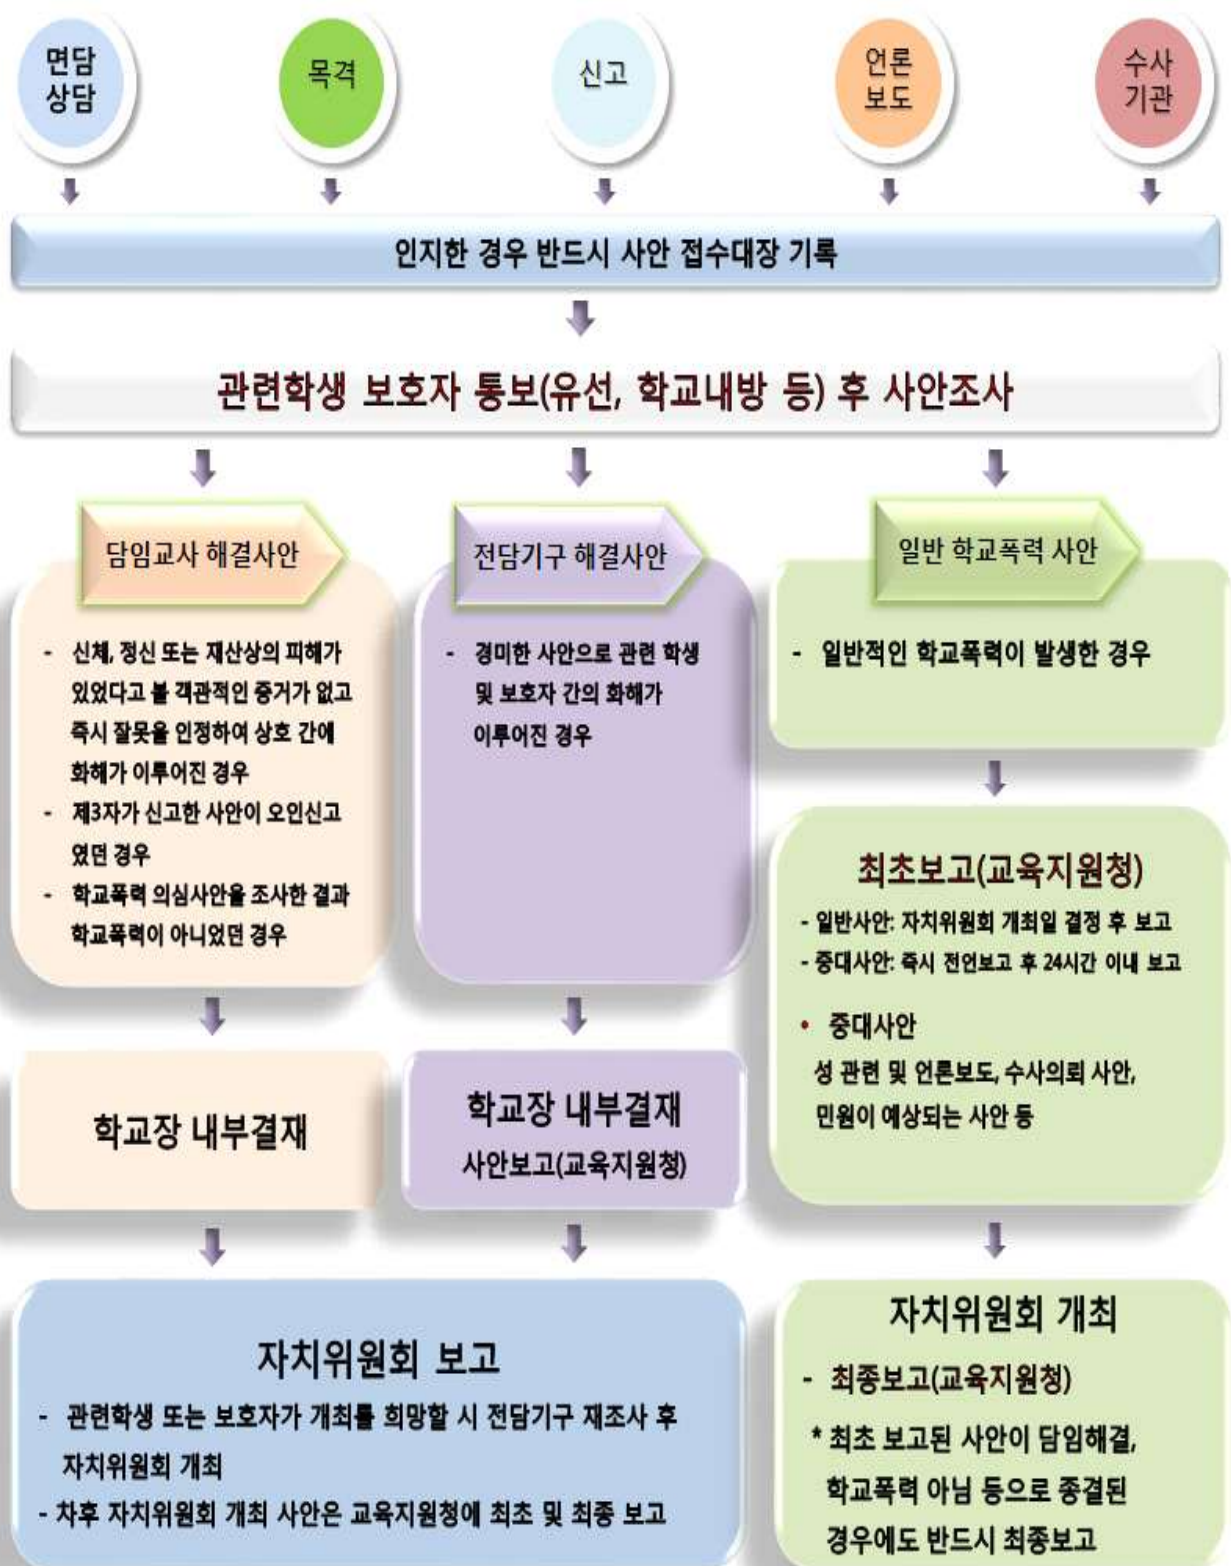 면담
상담
목격
신고
언론
보도
수사
기관
인지한 경우 반드시 사안 접수대장 기록
관련학생 보호자 통보(유선, 학교내방 등) 후 사안조사
담임교사 해결사안
- 신체, 정신 또는 재산상의 피해가
있었다고 볼 객관적인 증거가 없고
즉시 잘못을 인정하여 상호 간에
화해가 이루어진 경우
- 제3자가 신고한 사안이 오인신고
였던 경우
- 학교폭력 의심사안을 조사한 결과
학교폭력이 아니었던 경우
학교장 내부결재
전담기구 해결사안
- 경미한 사안으로 관련 학생
및 보호자 간의 화해가
이루어진 경우
학교장 내부결재
사안보고(교육지원청)
자치위원회 보고
- 관련학생 또는 보호자가 개최를 희망할 시 전담기구 재조사 후
자치위원회 개최
- 차후 자치위원회 개최 사안은 교육지원청에 최초 및 최종 보고
일반 학교폭력 사안
- 일반적인 학교폭력이 발생한 경우
최초보고(교육지원청)
- 일반사안: 자치위원회 개최일 결정 후 보고
- 중대사안: 즉시 전언보고 후 24시간 이내 보고
• 중대사안
성 관련 및 언론보도, 수사의뢰 사안,
민원이 예상되는 사안 등
자치위원회 개최
- 최종보고(교육지원청)
* 최초 보고된 사안이 담임해결,
학교폭력 아님 등으로 종결된
경우에도 반드시 최종보고